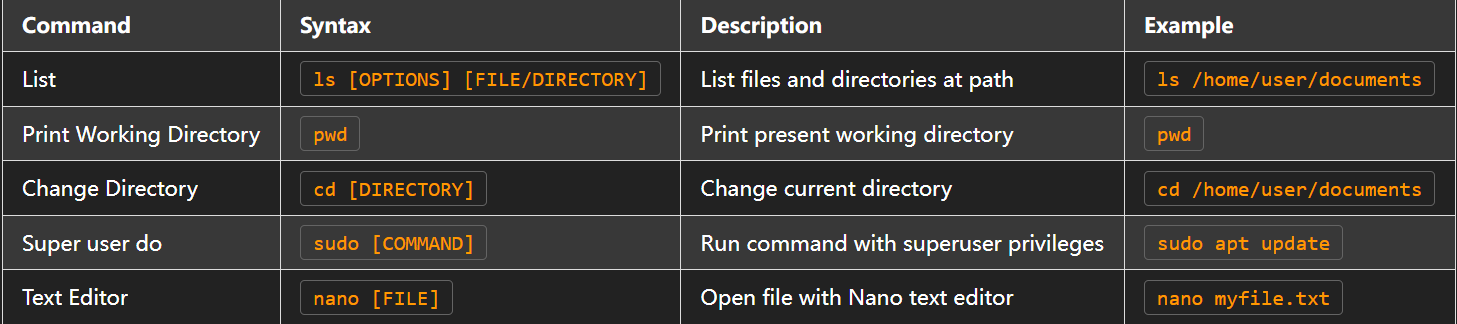 Command Syntax Description Example
List ls [OPTIONS] [FILE/DIRECTORY] List files and directories at path ls /home/user/documents
Print Working Directory pwd Print present working directory pwd
Change Directory cd [DIRECTORY] Change current directory cd /home/user/documents
Super user do sudo [COMMAND] Run command with superuser privileges sudo apt update
Text Editor nano [FILE] Open file with Nano text editor nano myfile.txt